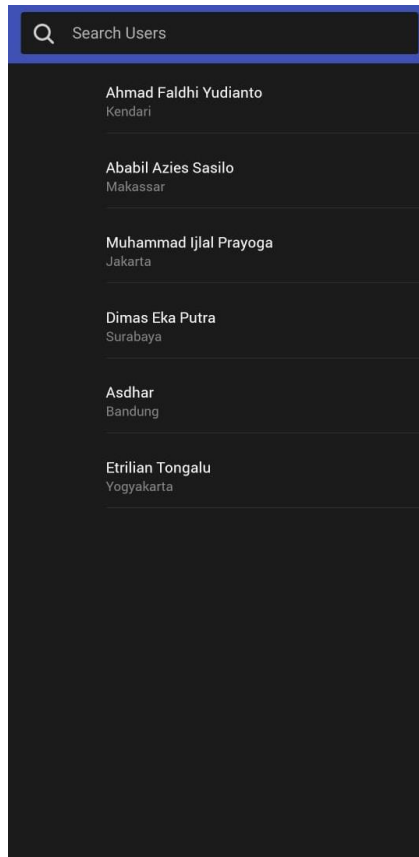 Search Users
Ahmad Faldhi Yudianto
Kendari
Ababil Azies Sasilo
Makassar
Muhammad Ijlal Prayoga
Jakarta
Dimas Eka Putra
Surabaya
Asdhar
Bandung
Etrilian Tongalu
Yogyakarta